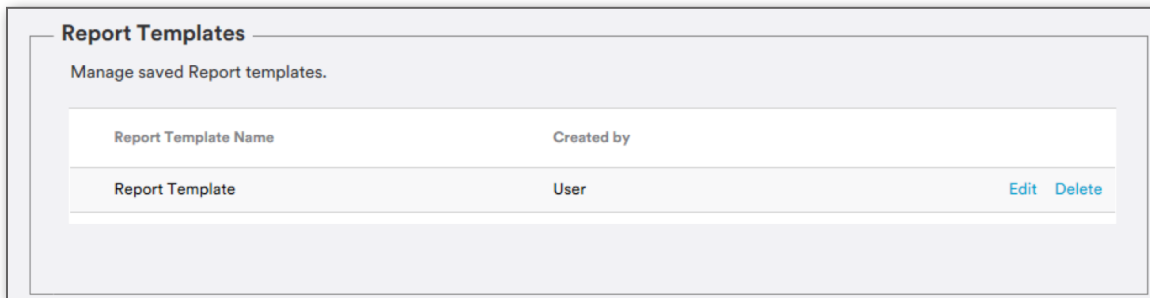 Report Templates
Manage saved Report templates.
Report Template Name Created by
Report Template User Edit Delete